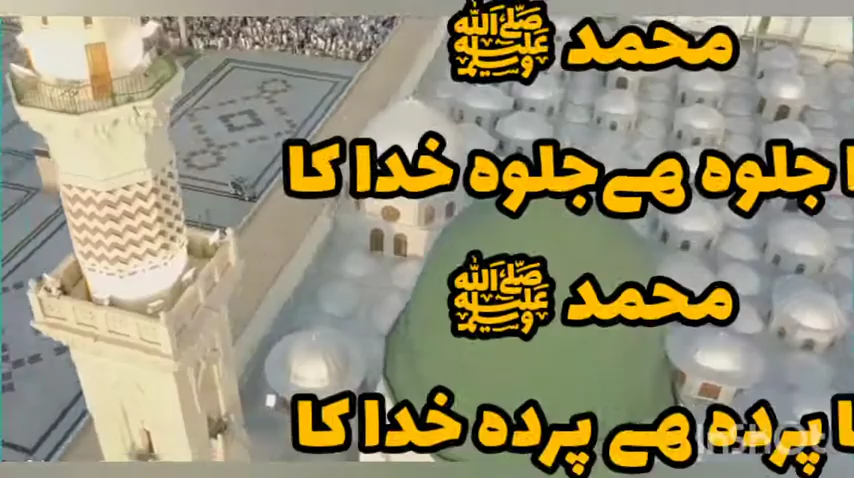 محمد ﷺ
جلوہ ھے جلوہ خدا کا
محمد ﷺ
پردہ ھے پردہ خدا کا
InShOt